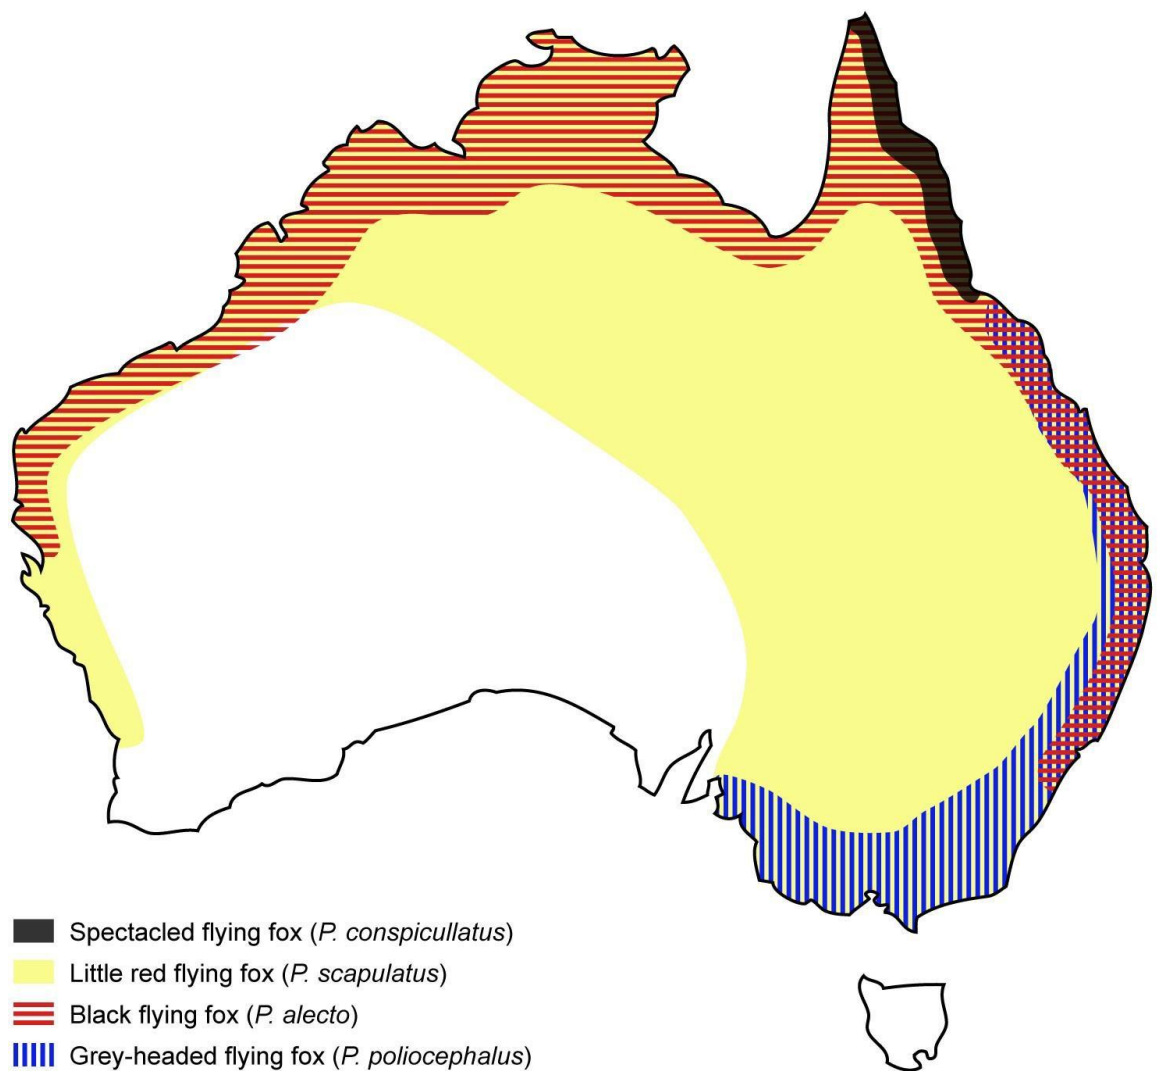 Spectacled flying fox (P. conspicullatus)
Little red flying fox (P. scapulatus)
Black flying fox (P. alecto)
Grey-headed flying fox (P. poliocephalus)